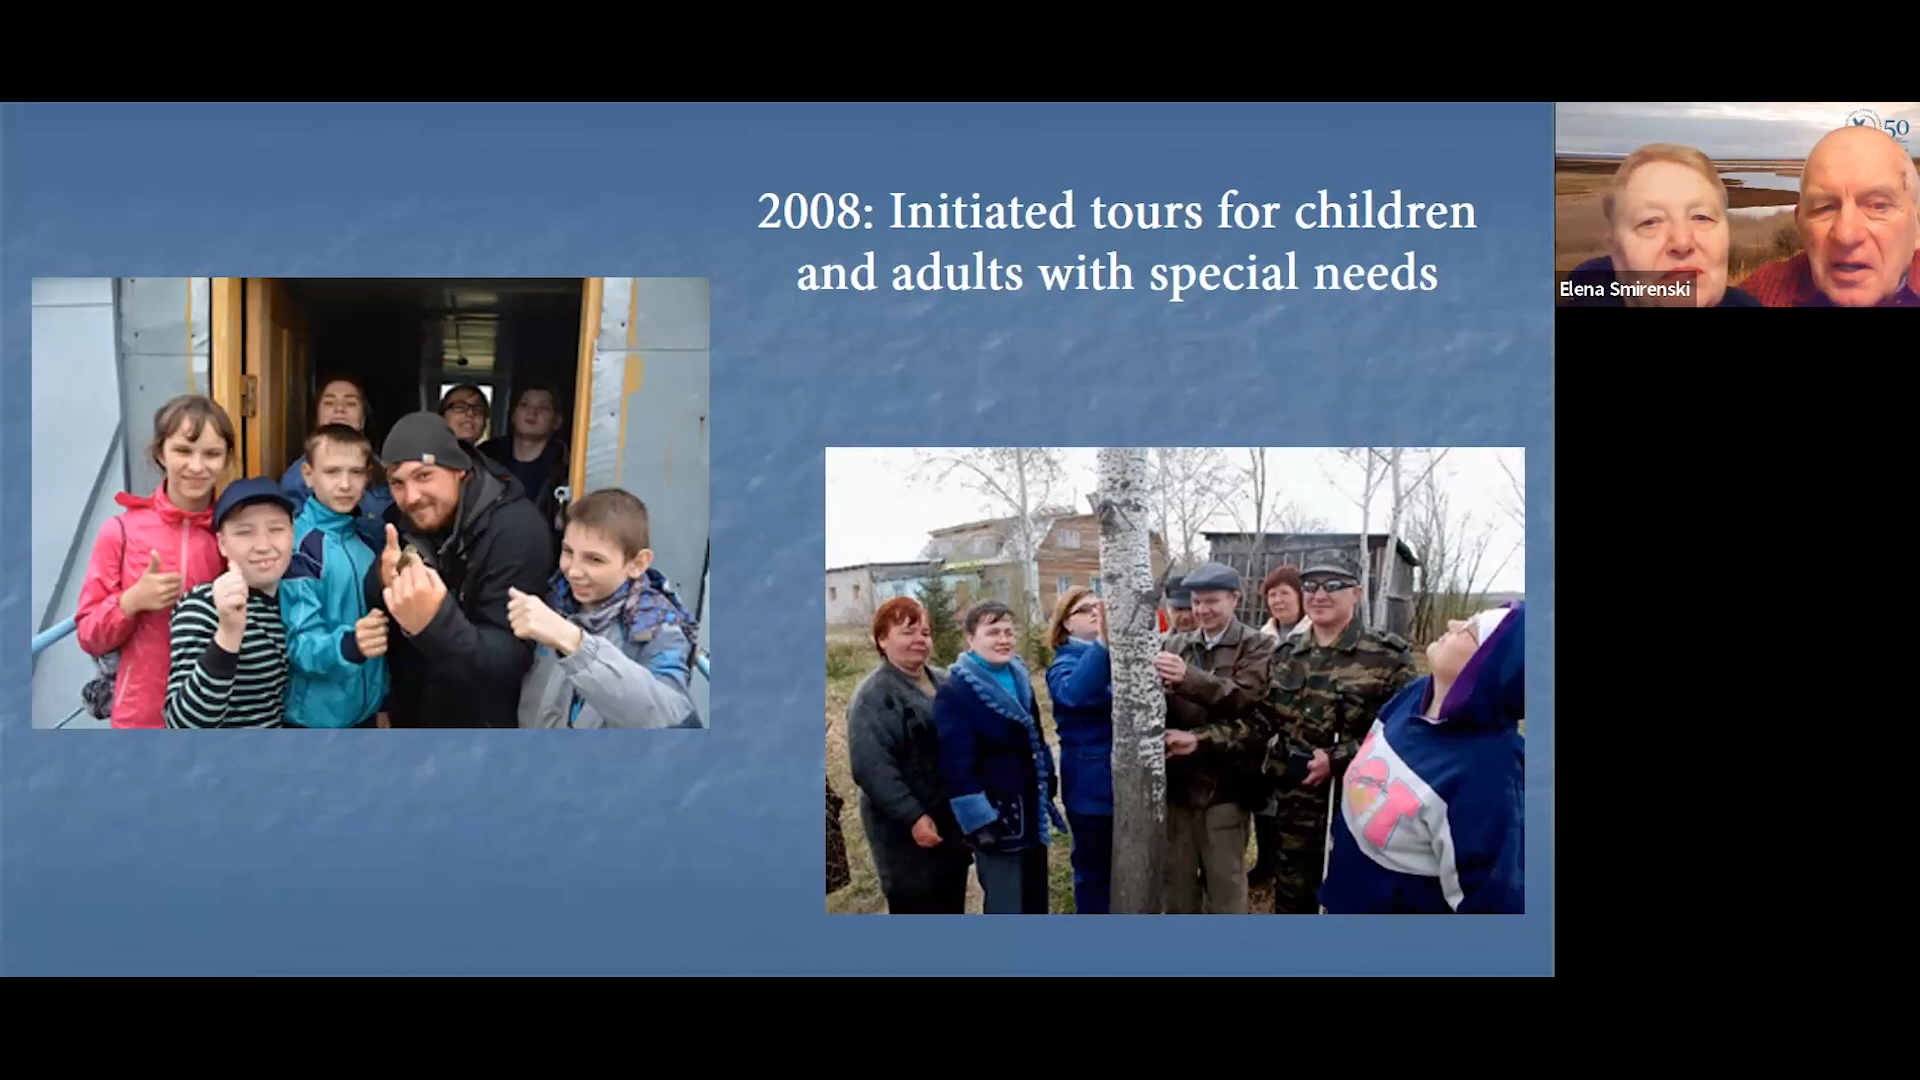 2008: Initiated tours for children
and adults with special needs
50
Elena Smirenski